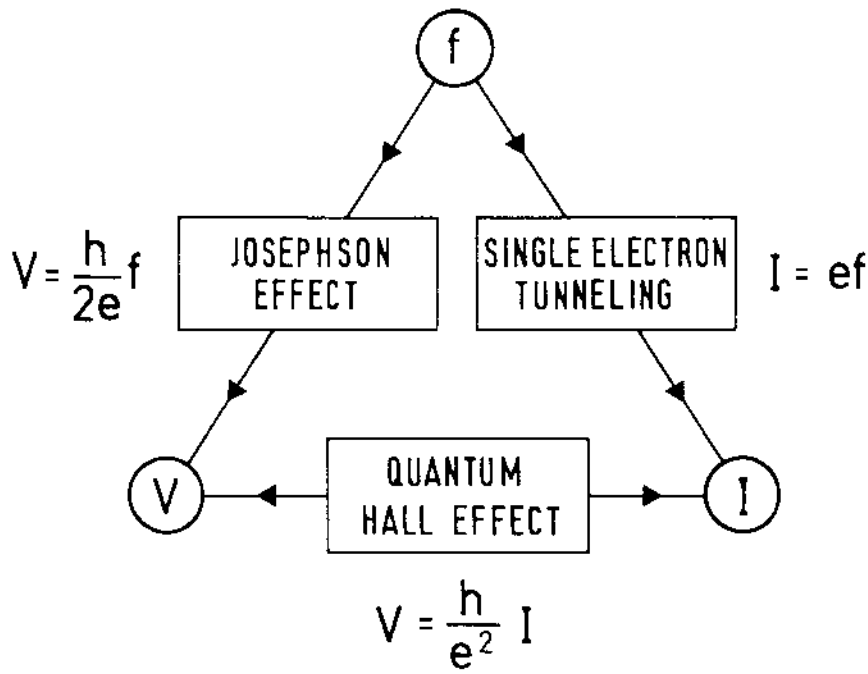 f
JOSEPHSON
EFFECT
V = h/2e f
SINGLE ELECTRON
TUNNELING
I = ef
V
QUANTUM
HALL EFFECT
I
V = h/e² I